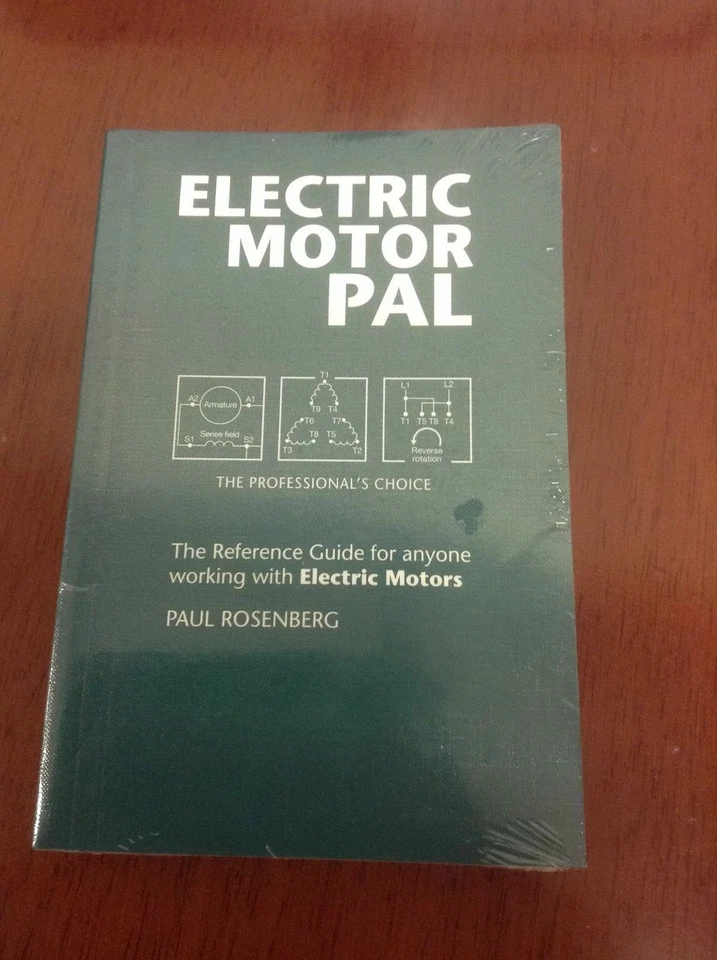 ELECTRIC
MOTOR
PAL
A2 Armature A1
Series field
S1 S2
T1
T9 T4
T6 T7
T8 T5
T3 T2
L1 L2
T1 T5 T8 T4
Reverse
rotation
THE PROFESSIONAL'S CHOICE
The Reference Guide for anyone
working with Electric Motors
PAUL ROSENBERG